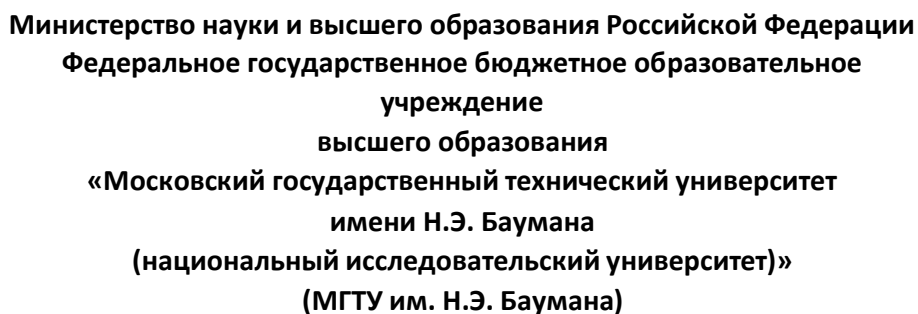 Министерство науки и высшего образования Российской Федерации
Федеральное государственное бюджетное образовательное
учреждение
высшего образования
«Московский государственный технический университет
имени Н.Э. Баумана
(национальный исследовательский университет)»
(МГТУ им. Н.Э. Баумана)